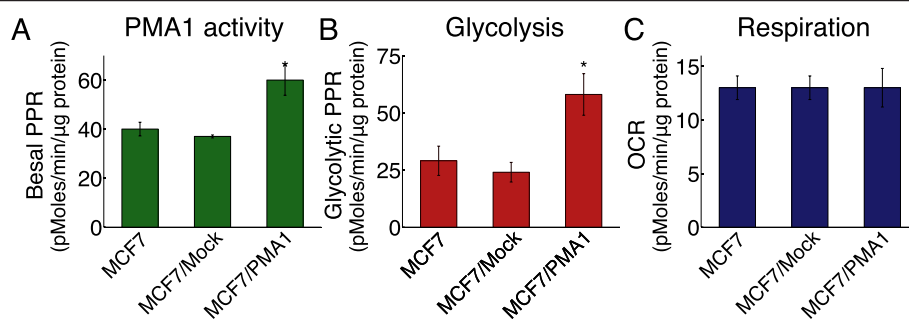 A
PMA1 activity
Besal PPR
(pMoles/min/µg protein)
60
40
20
0
*
MCF7
MCF7/Mock
MCF7/PMA1
B
Glycolysis
Glycolytic PPR
(pMoles/min/µg protein)
75
50
25
0
*
MCF7
MCF7/Mock
MCF7/PMA1
C
Respiration
OCR
(pMoles/min/µg protein)
15
10
5
0
MCF7
MCF7/Mock
MCF7/PMA1